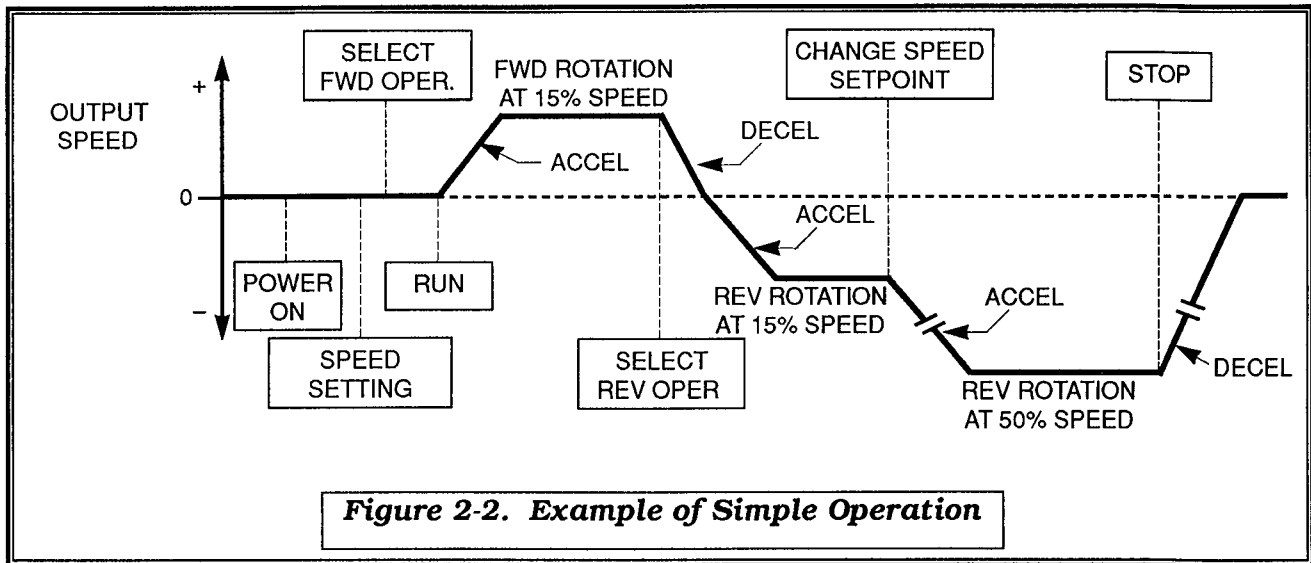 SELECT
FWD OPER.
FWD ROTATION
AT 15% SPEED
CHANGE SPEED
SETPOINT
STOP
+
OUTPUT
SPEED
DECEL
ACCEL
0
ACCEL
POWER
ON
RUN
REV ROTATION
AT 15% SPEED
ACCEL
–
SPEED
SETTING
SELECT
REV OPER
DECEL
REV ROTATION
AT 50% SPEED
Figure 2-2. Example of Simple Operation